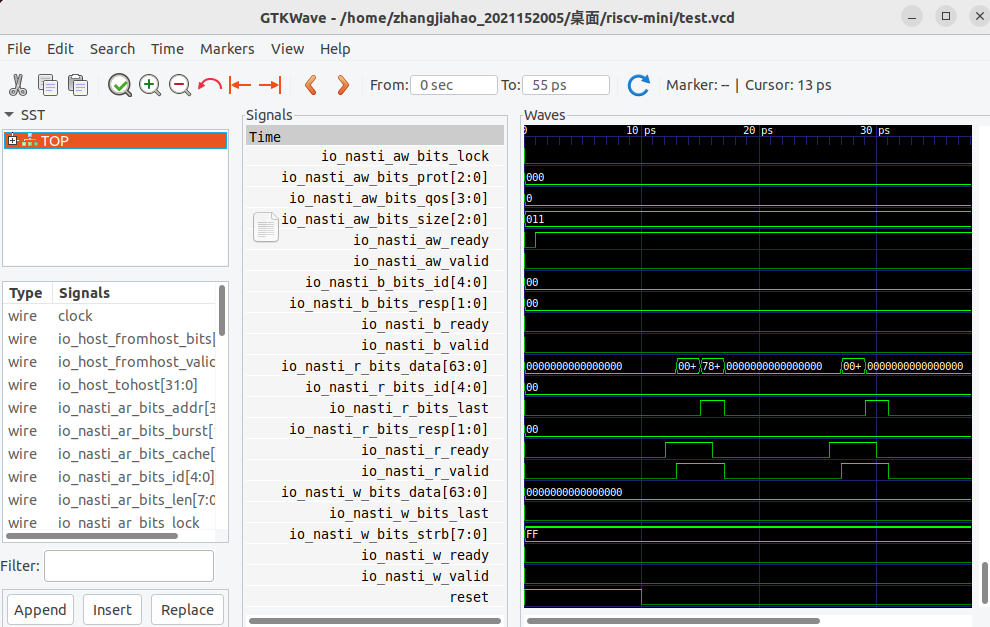 GTKWave - /home/zhangjiahao_2021152005/桌面/riscv-mini/test.vcd
File Edit Search Time Markers View Help
From: 0 sec To: 55 ps Marker: -- | Cursor: 13 ps
SST
TOP
Type Signals
wire clock
wire io_host_fromhost_bits[
wire io_host_fromhost_valid
wire io_host_tohost[31:0]
wire io_nasti_ar_bits_addr[3
wire io_nasti_ar_bits_burst[
wire io_nasti_ar_bits_cache[
wire io_nasti_ar_bits_id[4:0]
wire io_nasti_ar_bits_len[7:0
wire io_nasti_ar_bits_lock
Filter:
Append Insert Replace
Signals
Time
io_nasti_aw_bits_lock
io_nasti_aw_bits_prot[2:0]
io_nasti_aw_bits_qos[3:0]
io_nasti_aw_bits_size[2:0]
io_nasti_aw_ready
io_nasti_aw_valid
io_nasti_b_bits_id[4:0]
io_nasti_b_bits_resp[1:0]
io_nasti_b_ready
io_nasti_b_valid
io_nasti_r_bits_data[63:0]
io_nasti_r_bits_id[4:0]
io_nasti_r_bits_last
io_nasti_r_bits_resp[1:0]
io_nasti_r_ready
io_nasti_r_valid
io_nasti_w_bits_data[63:0]
io_nasti_w_bits_last
io_nasti_w_bits_strb[7:0]
io_nasti_w_ready
io_nasti_w_valid
reset
Waves
0 10 ps 20 ps 30 ps
000
0
011
00
00
0000000000000000 00+ 78+ 0000000000000000 00+ 0000000000000000
00
00
0000000000000000
FF